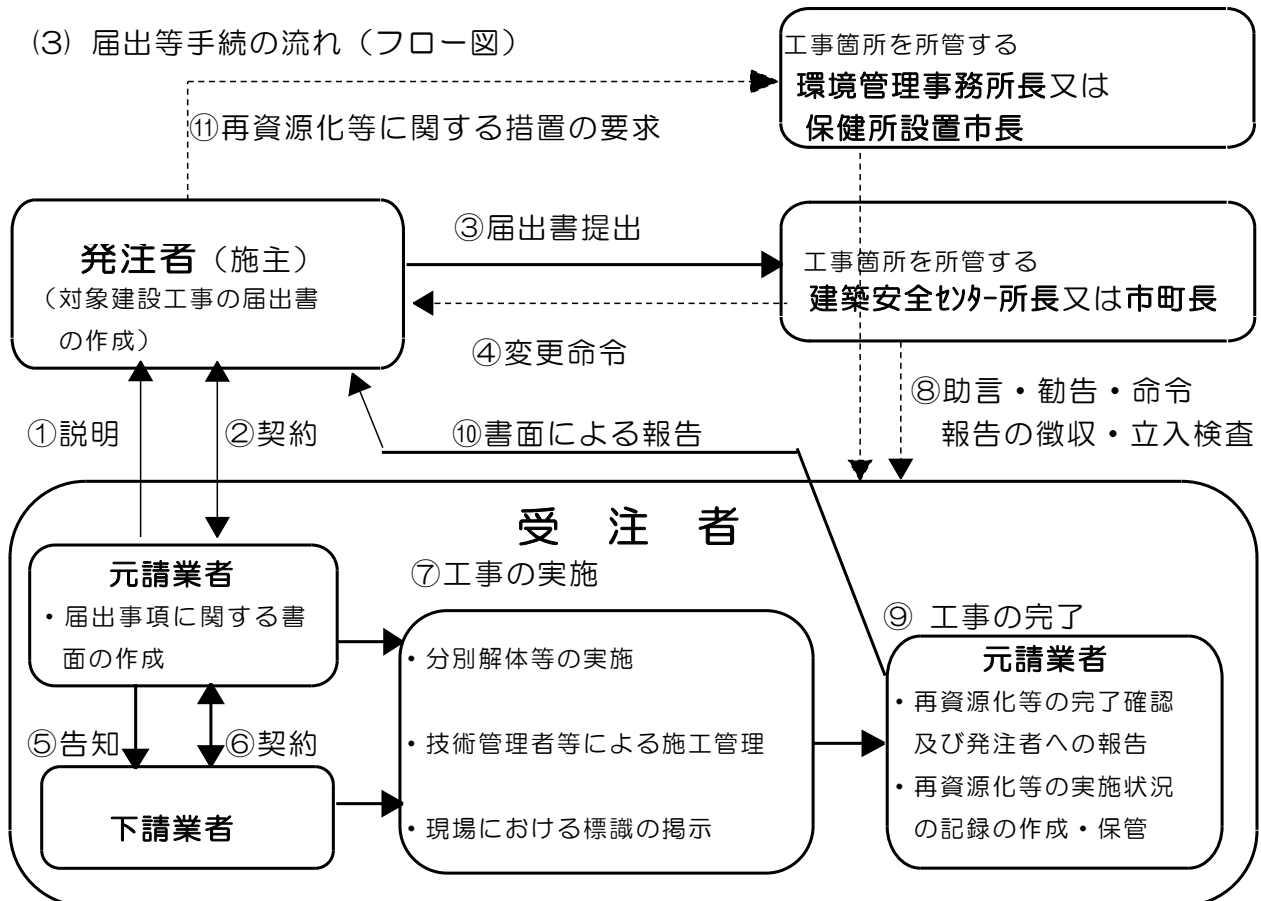 (3) 届出等手続の流れ（フロー図）
工事箇所を所管する
環境管理事務所長又は
保健所設置市長
⑪再資源化等に関する措置の要求
発注者（施主）
（対象建設工事の届出書
の作成）
③届出書提出
工事箇所を所管する
建築安全ｾﾝﾀｰ所長又は市町長
④変更命令
①説明
②契約
⑩書面による報告
⑧助言・勧告・命令
報告の徴収・立入検査
受 注 者
元請業者
・届出事項に関する書
面の作成
⑤告知
⑥契約
下請業者
⑦工事の実施
・分別解体等の実施
・技術管理者等による施工管理
・現場における標識の掲示
⑨ 工事の完了
元請業者
・再資源化等の完了確認
及び発注者への報告
・再資源化等の実施状況
の記録の作成・保管